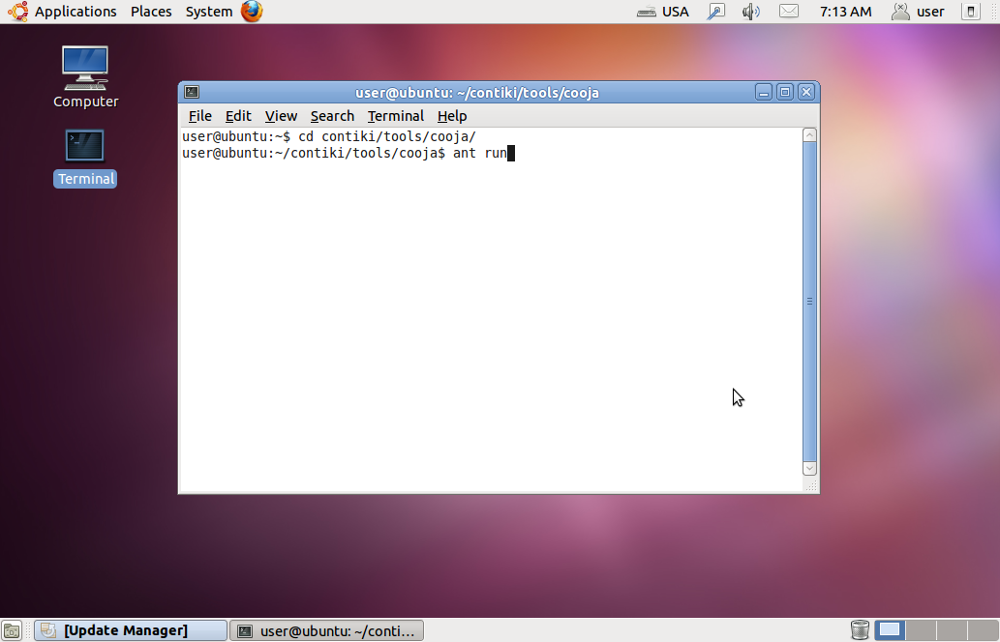 Applications Places System USA 7:13 AM user
Computer
Terminal
user@ubuntu: ~/contiki/tools/cooja
File Edit View Search Terminal Help
user@ubuntu:~$ cd contiki/tools/cooja/
user@ubuntu:~/contiki/tools/cooja$ ant run
[Update Manager] user@ubuntu: ~/conti...